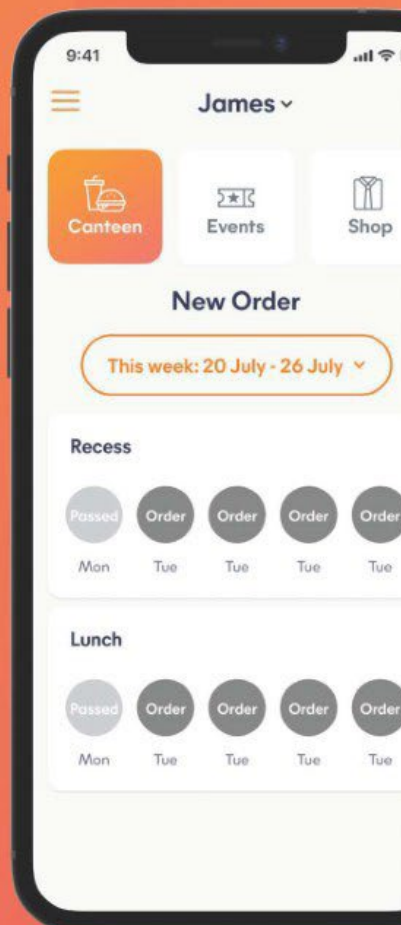 9:41
James
Canteen Events Shop
New Order
This week: 20 July - 26 July
Recess
Passed Order Order Order Order
Mon Tue Tue Tue Tue
Lunch
Passed Order Order Order Order
Mon Tue Tue Tue Tue